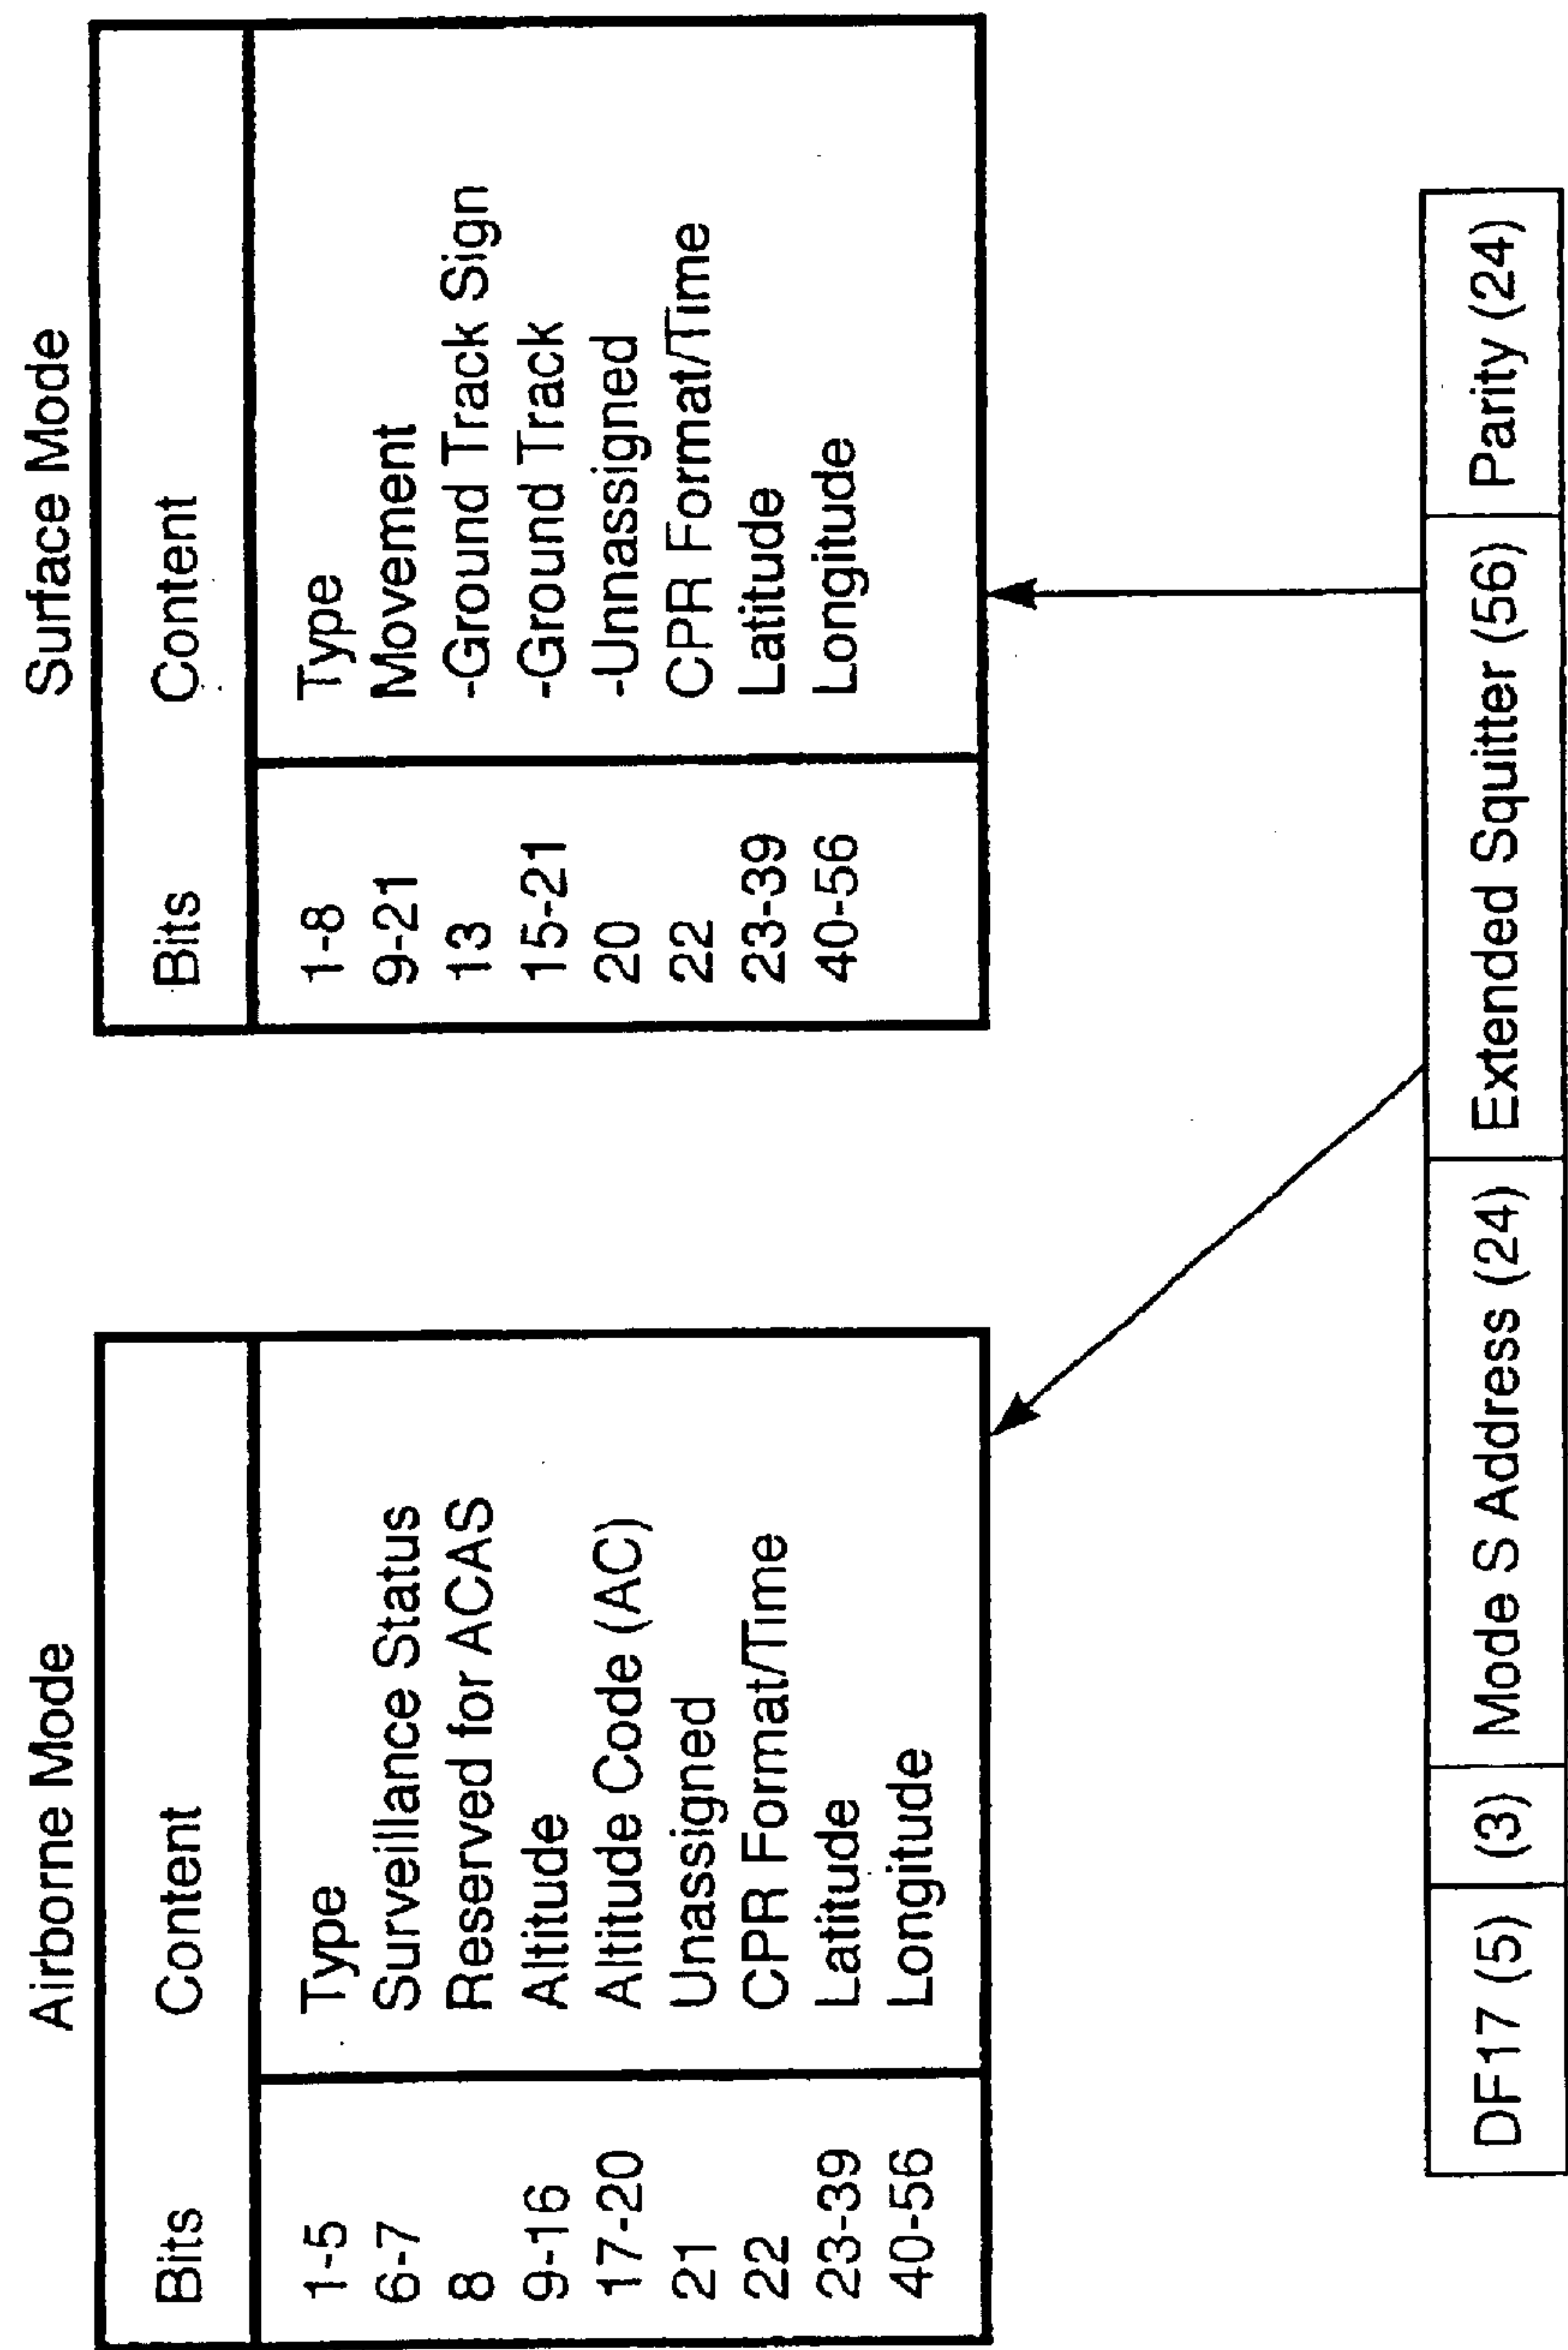 Airborne Mode
Bits Content
1-5 Type
6-7 Surveillance Status
8 Reserved for ACAS
9-16 Altitude
17-20 Altitude Code (AC)
21 Unassigned
22 CPR Format/Time
23-39 Latitude
40-56 Longitude
Surface Mode
Bits Content
1-8 Type
9-21 Movement
13 -Ground Track Sign
15-21 -Ground Track
20 -Unnassigned
22 CPR Format/Time
23-39 Latitude
40-56 Longitude
DF17 (5) (3) Mode S Address (24) Extended Squitter (56) Parity (24)